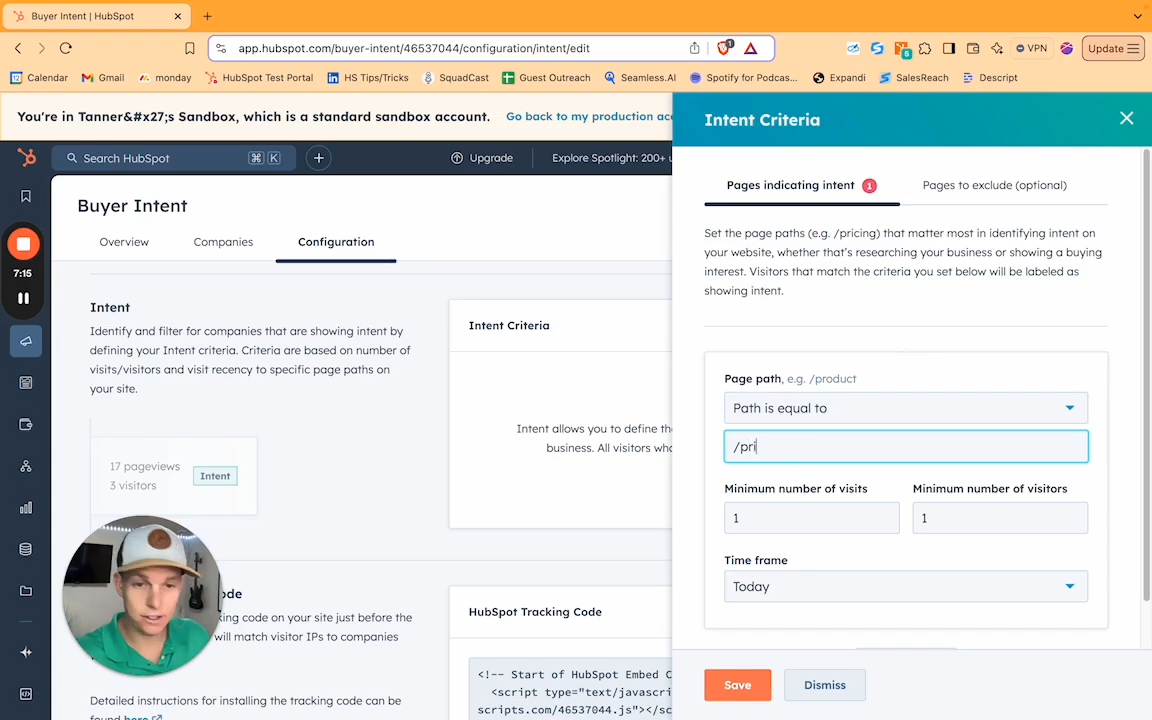 Buyer Intent | HubSpot
app.hubspot.com/buyer-intent/46537044/configuration/intent/edit
1
5
VPN
Update
Calendar
Gmail
monday
HubSpot Test Portal
HS Tips/Tricks
SquadCast
Guest Outreach
Seamless.AI
Spotify for Podcas...
Expandi
SalesReach
Descript
You're in Tanner&#x27;s Sandbox, which is a standard sandbox account.
Go back to my production acc
Search HubSpot
⌘ K
Upgrade
Explore Spotlight: 200+ u
7:15
Buyer Intent
Overview
Companies
Configuration
Intent
Identify and filter for companies that are showing intent by
defining your Intent criteria. Criteria are based on number of
visits/visitors and visit recency to specific page paths on
your site.
17 pageviews
3 visitors
Intent
Intent Criteria
Intent allows you to define the
business. All visitors who
ode
king code on your site just before the
will match visitor IPs to companies
Detailed instructions for installing the tracking code can be
found here
HubSpot Tracking Code
<!-- Start of HubSpot Embed C
<script type="text/javascri
scripts.com/46537044.js"></sc
Intent Criteria
Pages indicating intent 1
Pages to exclude (optional)
Set the page paths (e.g. /pricing) that matter most in identifying intent on
your website, whether that's researching your business or showing a buying
interest. Visitors that match the criteria you set below will be labeled as
showing intent.
Page path, e.g. /product
Path is equal to
/pri
Minimum number of visits
Minimum number of visitors
1
1
Time frame
Today
Save
Dismiss